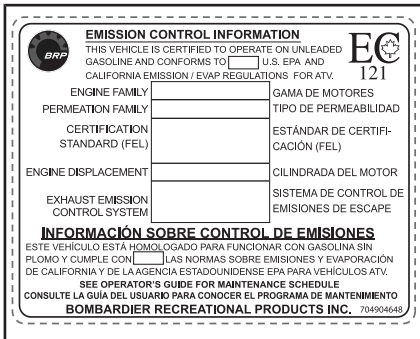 EMISSION CONTROL INFORMATION
BRP
THIS VEHICLE IS CERTIFIED TO OPERATE ON UNLEADED
GASOLINE AND CONFORMS TO U.S. EPA AND
CALIFORNIA EMISSION / EVAP REGULATIONS FOR ATV.
EC
121
ENGINE FAMILY GAMA DE MOTORES
PERMEATION FAMILY TIPO DE PERMEABILIDAD
CERTIFICATION ESTÁNDAR DE CERTIFI-
STANDARD (FEL) CACIÓN (FEL)
ENGINE DISPLACEMENT CILINDRADA DEL MOTOR
EXHAUST EMISSION SISTEMA DE CONTROL DE
CONTROL SYSTEM EMISIONES DE ESCAPE
INFORMACIÓN SOBRE CONTROL DE EMISIONES
ESTE VEHÍCULO ESTÁ HOMOLOGADO PARA FUNCIONAR CON GASOLINA SIN
PLOMO Y CUMPLE CON LAS NORMAS SOBRE EMISIONES Y EVAPORACIÓN
DE CALIFORNIA Y DE LA AGENCIA ESTADOUNIDENSE EPA PARA VEHÍCULOS ATV.
SEE OPERATOR'S GUIDE FOR MAINTENANCE SCHEDULE
CONSULTE LA GUÍA DEL USUARIO PARA CONOCER EL PROGRAMA DE MANTENIMIENTO
BOMBARDIER RECREATIONAL PRODUCTS INC. 704904648